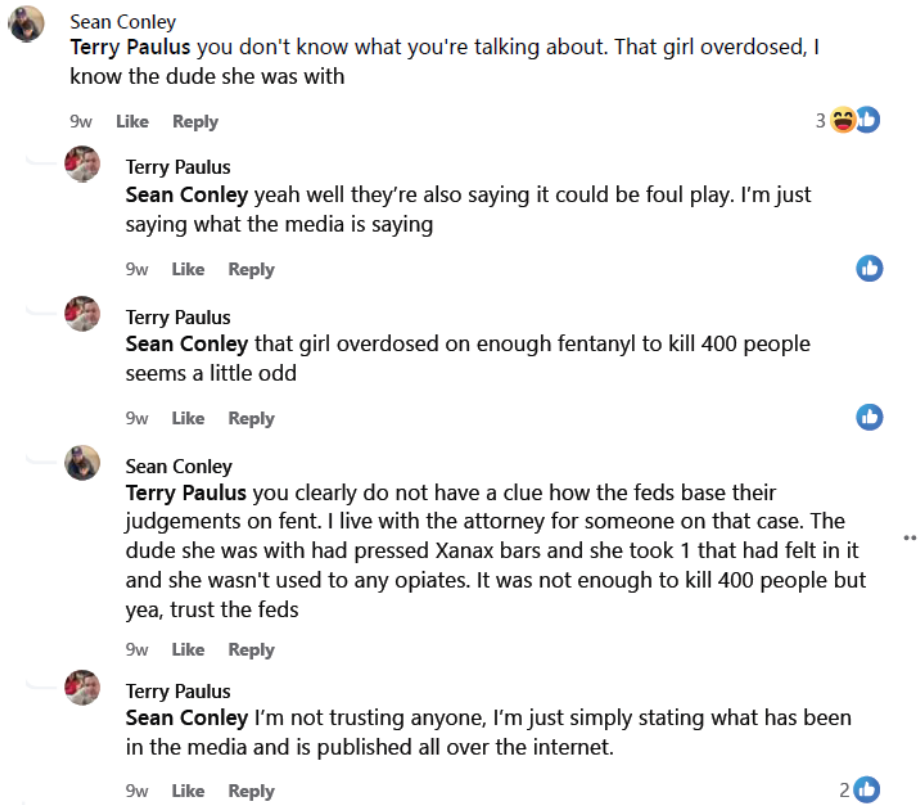 Sean Conley
Terry Paulus you don't know what you're talking about. That girl overdosed, I
know the dude she was with
9w Like Reply 3
Terry Paulus
Sean Conley yeah well they’re also saying it could be foul play. I’m just
saying what the media is saying
9w Like Reply
Terry Paulus
Sean Conley that girl overdosed on enough fentanyl to kill 400 people
seems a little odd
9w Like Reply
Sean Conley
Terry Paulus you clearly do not have a clue how the feds base their
judgements on fent. I live with the attorney for someone on that case. The
dude she was with had pressed Xanax bars and she took 1 that had felt in it
and she wasn't used to any opiates. It was not enough to kill 400 people but
yea, trust the feds
9w Like Reply
Terry Paulus
Sean Conley I’m not trusting anyone, I’m just simply stating what has been
in the media and is published all over the internet.
9w Like Reply 2